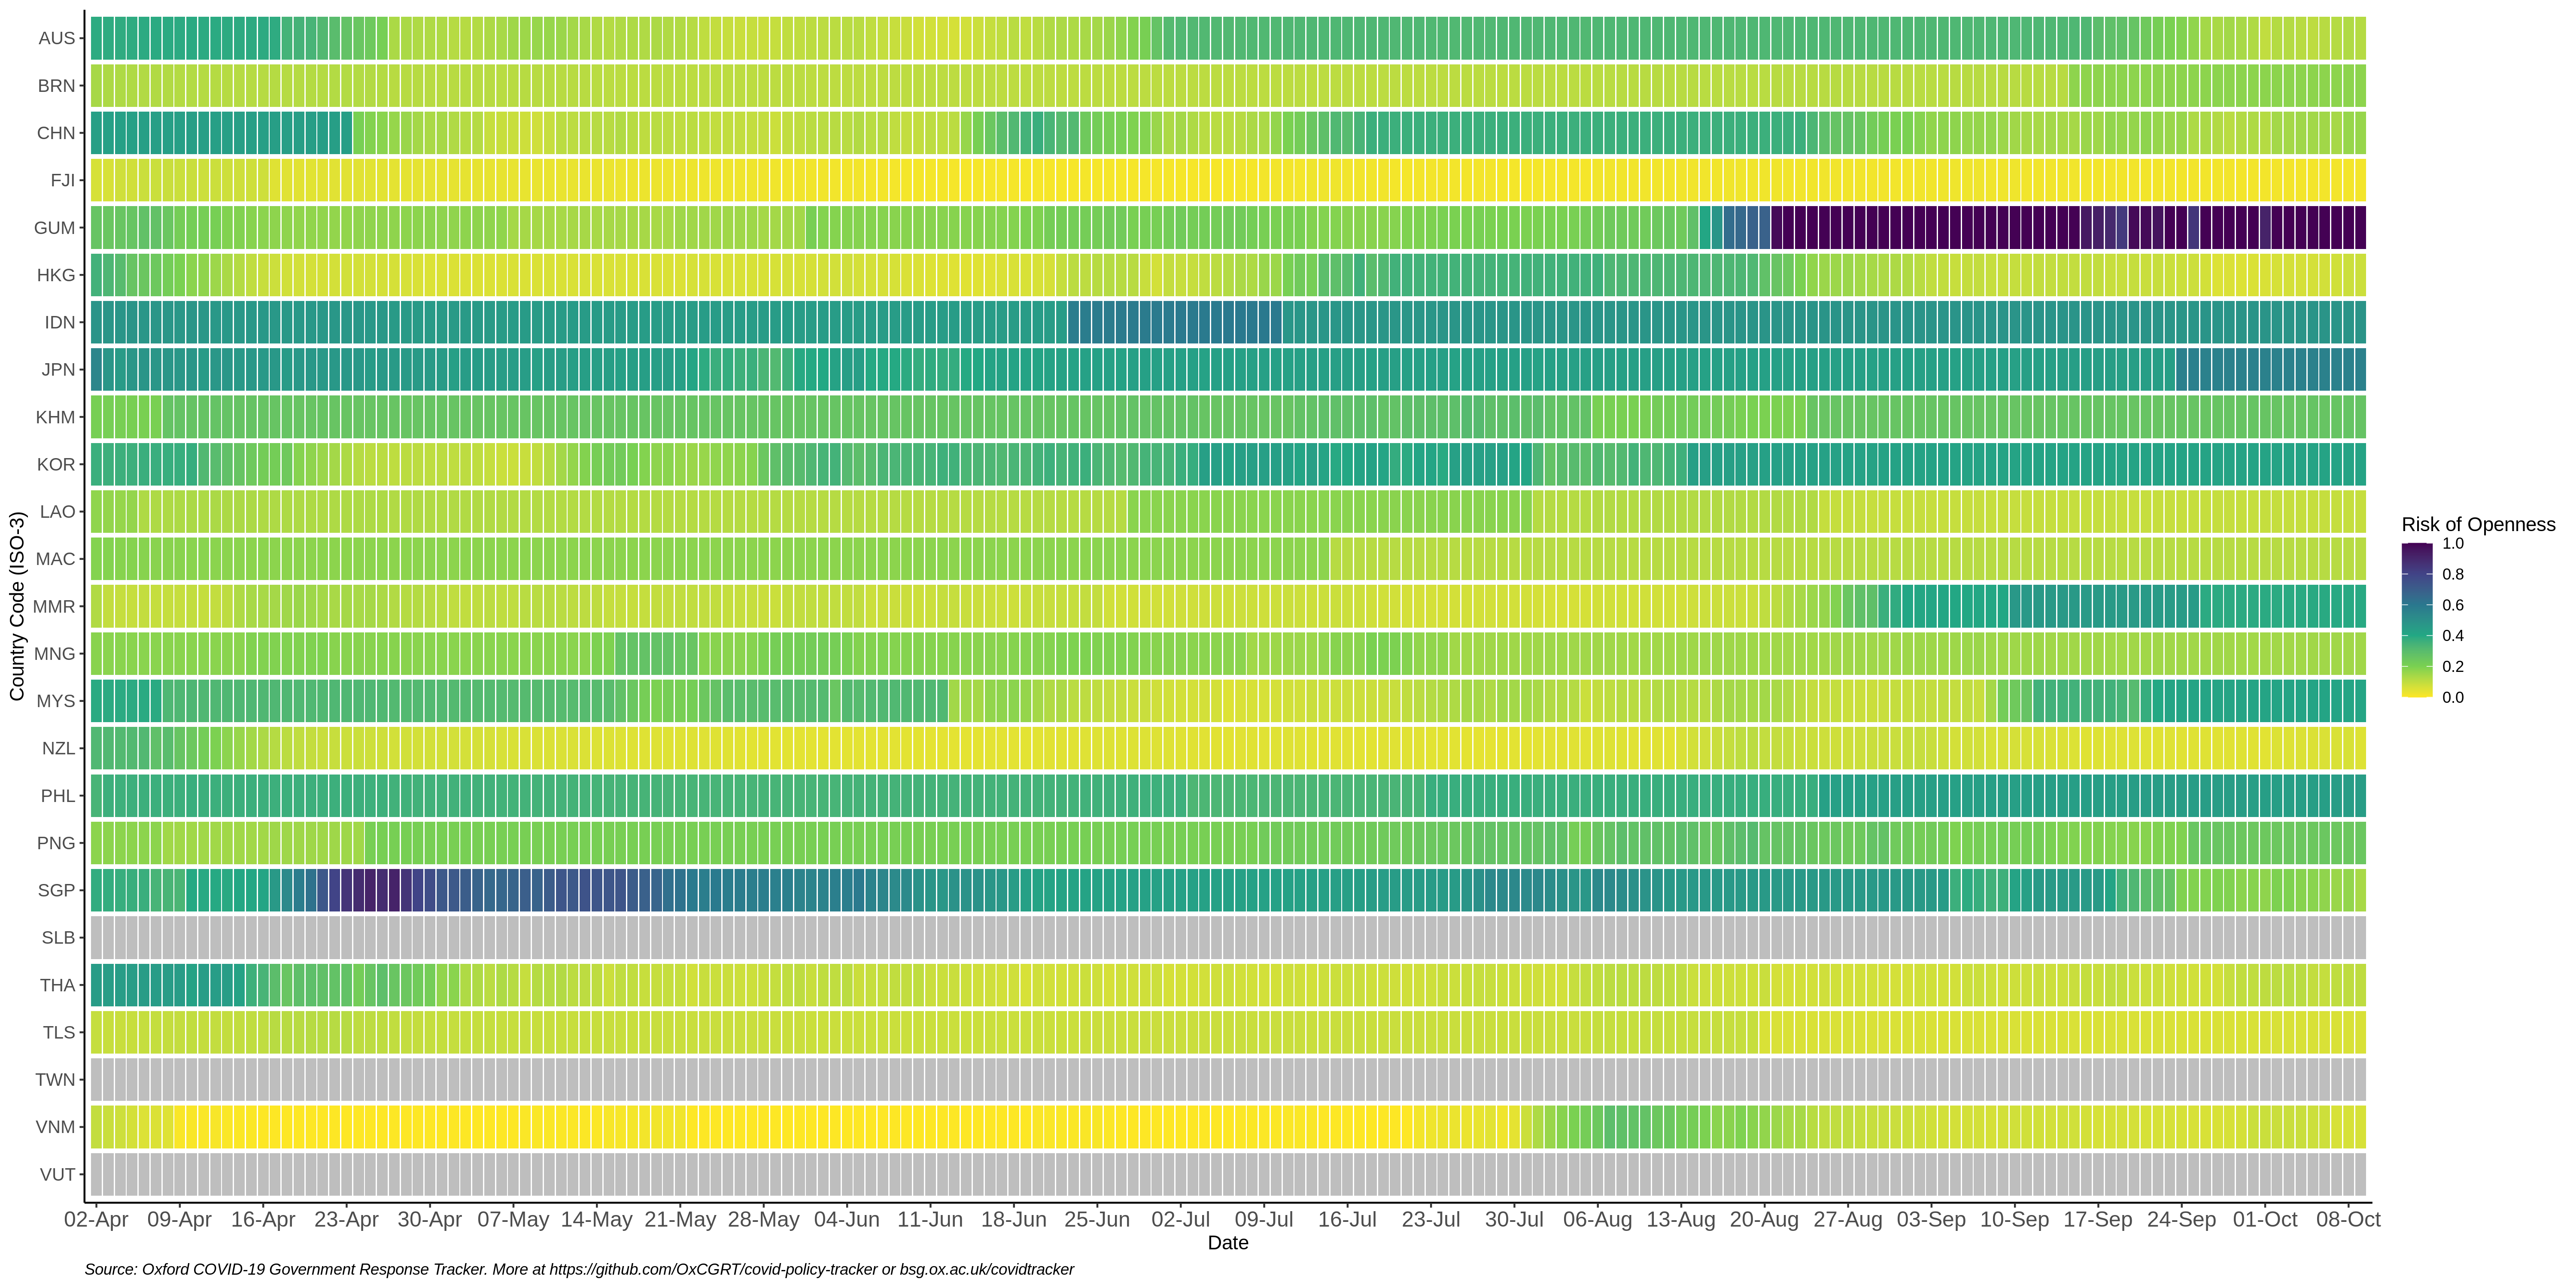 Country Code (ISO-3)
AUS
BRN
CHN
FJI
GUM
HKG
IDN
JPN
KHM
KOR
LAO
MAC
MMR
MNG
MYS
NZL
PHL
PNG
SGP
SLB
THA
TLS
TWN
VNM
VUT
02-Apr 09-Apr 16-Apr 23-Apr 30-Apr 07-May 14-May 21-May 28-May 04-Jun 11-Jun 18-Jun 25-Jun 02-Jul 09-Jul 16-Jul 23-Jul 30-Jul 06-Aug 13-Aug 20-Aug 27-Aug 03-Sep 10-Sep 17-Sep 24-Sep 01-Oct 08-Oct
Date
Risk of Openness
1.0
0.8
0.6
0.4
0.2
0.0
Source: Oxford COVID-19 Government Response Tracker. More at https://github.com/OxCGRT/covid-policy-tracker or bsg.ox.ac.uk/covidtracker